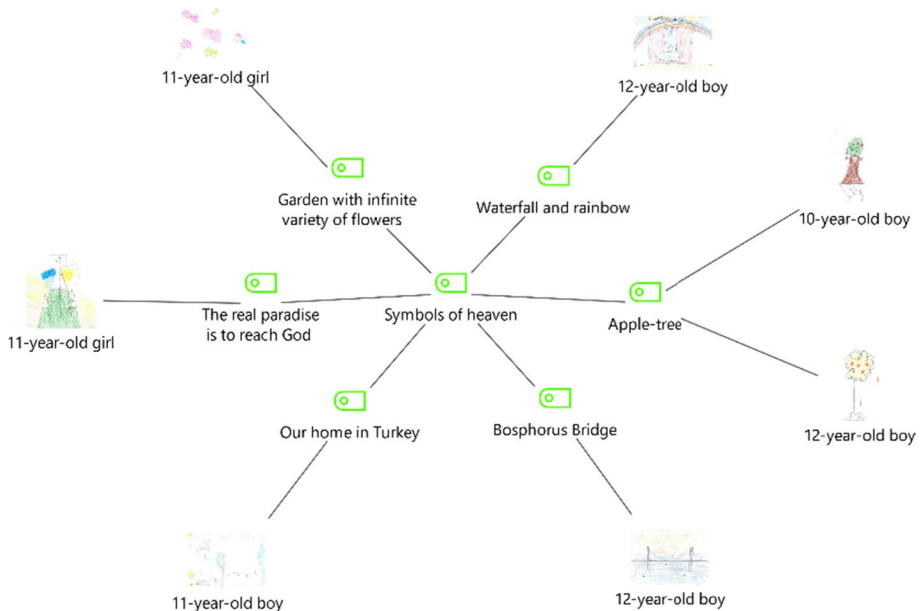 11-year-old girl
12-year-old boy
Garden with infinite
variety of flowers
Waterfall and rainbow
10-year-old boy
11-year-old girl
The real paradise
is to reach God
Symbols of heaven
Apple-tree
Our home in Turkey
Bosphorus Bridge
12-year-old boy
11-year-old boy
12-year-old boy